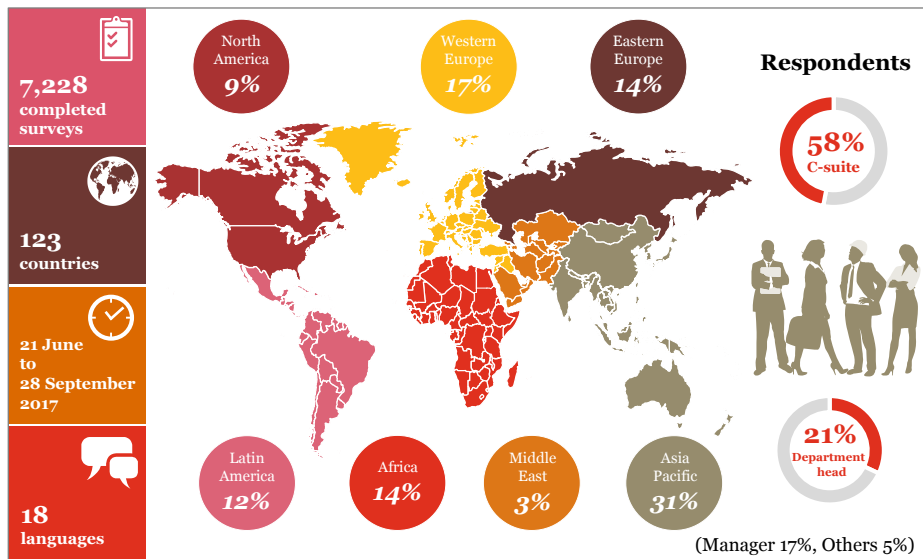 7,228
completed
surveys
123
countries
21 June
to
28 September
2017
18
languages
North
America
9%
Western
Europe
17%
Eastern
Europe
14%
Latin
America
12%
Africa
14%
Middle
East
3%
Asia
Pacific
31%
Respondents
58%
C-suite
21%
Department
head
(Manager 17%, Others 5%)